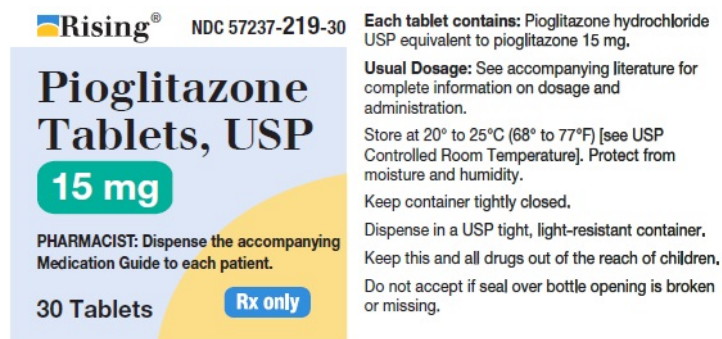 Rising®
NDC 57237-219-30
Pioglitazone
Tablets, USP
15 mg
PHARMACIST: Dispense the accompanying
Medication Guide to each patient.
30 Tablets
Rx only
Each tablet contains: Pioglitazone hydrochloride
USP equivalent to pioglitazone 15 mg.
Usual Dosage: See accompanying literature for
complete information on dosage and
administration.
Store at 20° to 25°C (68° to 77°F) [see USP
Controlled Room Temperature]. Protect from
moisture and humidity.
Keep container tightly closed.
Dispense in a USP tight, light-resistant container.
Keep this and all drugs out of the reach of children.
Do not accept if seal over bottle opening is broken
or missing.